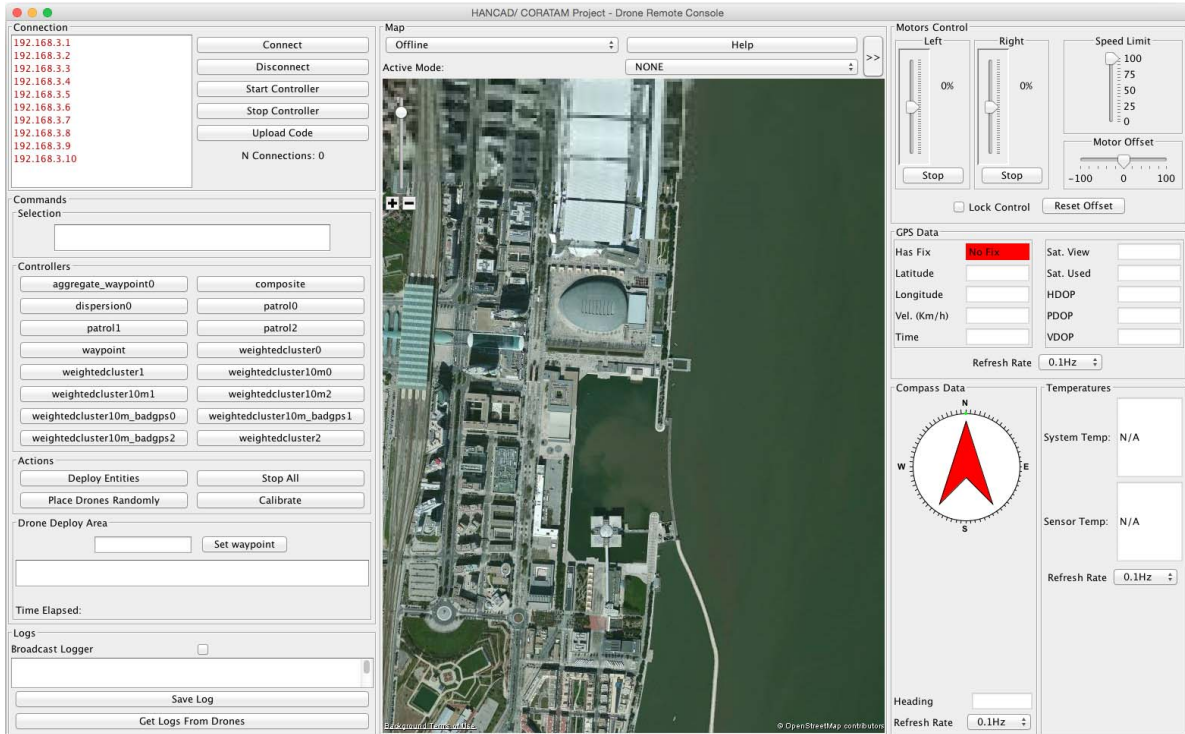 HANCAD/ CORATAM Project - Drone Remote Console
Connection
192.168.3.1
192.168.3.2
192.168.3.3
192.168.3.4
192.168.3.5
192.168.3.6
192.168.3.7
192.168.3.8
192.168.3.9
192.168.3.10
Connect
Disconnect
Start Controller
Stop Controller
Upload Code
N Connections: 0
Commands
Selection
Controllers
aggregate_waypoint0
composite
dispersion0
patrol0
patrol1
patrol2
waypoint
weightedcluster0
weightedcluster1
weightedcluster10m0
weightedcluster10m1
weightedcluster10m2
weightedcluster10m_badgps0
weightedcluster10m_badgps1
weightedcluster10m_badgps2
weightedcluster2
Actions
Deploy Entities
Stop All
Place Drones Randomly
Calibrate
Drone Deploy Area
Set waypoint
Time Elapsed:
Logs
Broadcast Logger
Save Log
Get Logs From Drones
Map
Offline
Help
>>
Active Mode:
NONE
Background Terms of Use
© OpenStreetMap contributors
Motors Control
Left
Right
Speed Limit
0%
0%
100
75
50
25
0
Stop
Stop
Motor Offset
-100
0
100
Lock Control
Reset Offset
GPS Data
Has Fix
No Fix
Sat. View
Latitude
Sat. Used
Longitude
HDOP
Vel. (Km/h)
PDOP
Time
VDOP
Refresh Rate
0.1Hz
Compass Data
N
W
E
S
Heading
Refresh Rate
0.1Hz
Temperatures
System Temp:
N/A
Sensor Temp:
N/A
Refresh Rate
0.1Hz